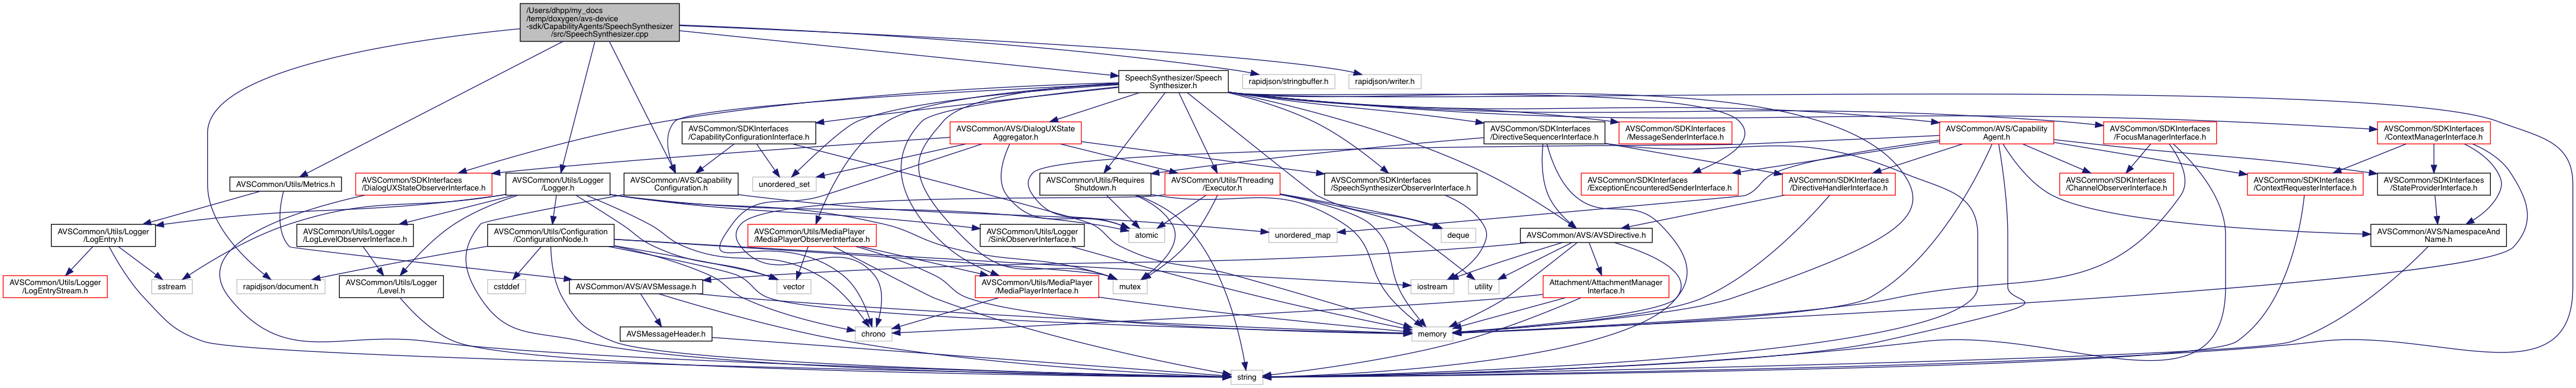 /Users/dhpp/my_docs
/temp/doxygen/avs-device
-sdk/CapabilityAgents/SpeechSynthesizer
/src/SpeechSynthesizer.cpp
SpeechSynthesizer/Speech
Synthesizer.h
rapidjson/stringbuffer.h
rapidjson/writer.h
AVSCommon/SDKInterfaces
/CapabilityConfigurationInterface.h
AVSCommon/AVS/DialogUXState
Aggregator.h
AVSCommon/SDKInterfaces
/DirectiveSequencerInterface.h
AVSCommon/SDKInterfaces
/MessageSenderInterface.h
AVSCommon/AVS/Capability
Agent.h
AVSCommon/SDKInterfaces
/FocusManagerInterface.h
AVSCommon/SDKInterfaces
/ContextManagerInterface.h
AVSCommon/Utils/Metrics.h
AVSCommon/SDKInterfaces
/DialogUXStateObserverInterface.h
AVSCommon/Utils/Logger
/Logger.h
AVSCommon/AVS/Capability
Configuration.h
unordered_set
AVSCommon/Utils/Requires
Shutdown.h
AVSCommon/Utils/Threading
/Executor.h
AVSCommon/SDKInterfaces
/SpeechSynthesizerObserverInterface.h
AVSCommon/SDKInterfaces
/ExceptionEncounteredSenderInterface.h
AVSCommon/SDKInterfaces
/DirectiveHandlerInterface.h
AVSCommon/SDKInterfaces
/ChannelObserverInterface.h
AVSCommon/SDKInterfaces
/ContextRequesterInterface.h
AVSCommon/SDKInterfaces
/StateProviderInterface.h
AVSCommon/Utils/Logger
/LogEntry.h
AVSCommon/Utils/Logger
/LogLevelObserverInterface.h
AVSCommon/Utils/Configuration
/ConfigurationNode.h
AVSCommon/Utils/MediaPlayer
/MediaPlayerObserverInterface.h
AVSCommon/Utils/Logger
/SinkObserverInterface.h
atomic
unordered_map
deque
AVSCommon/AVS/AVSDirective.h
AVSCommon/AVS/NamespaceAnd
Name.h
AVSCommon/Utils/Logger
/LogEntryStream.h
sstream
rapidjson/document.h
AVSCommon/Utils/Logger
/Level.h
cstddef
AVSCommon/AVS/AVSMessage.h
vector
AVSCommon/Utils/MediaPlayer
/MediaPlayerInterface.h
mutex
iostream
utility
Attachment/AttachmentManager
Interface.h
AVSMessageHeader.h
chrono
memory
string